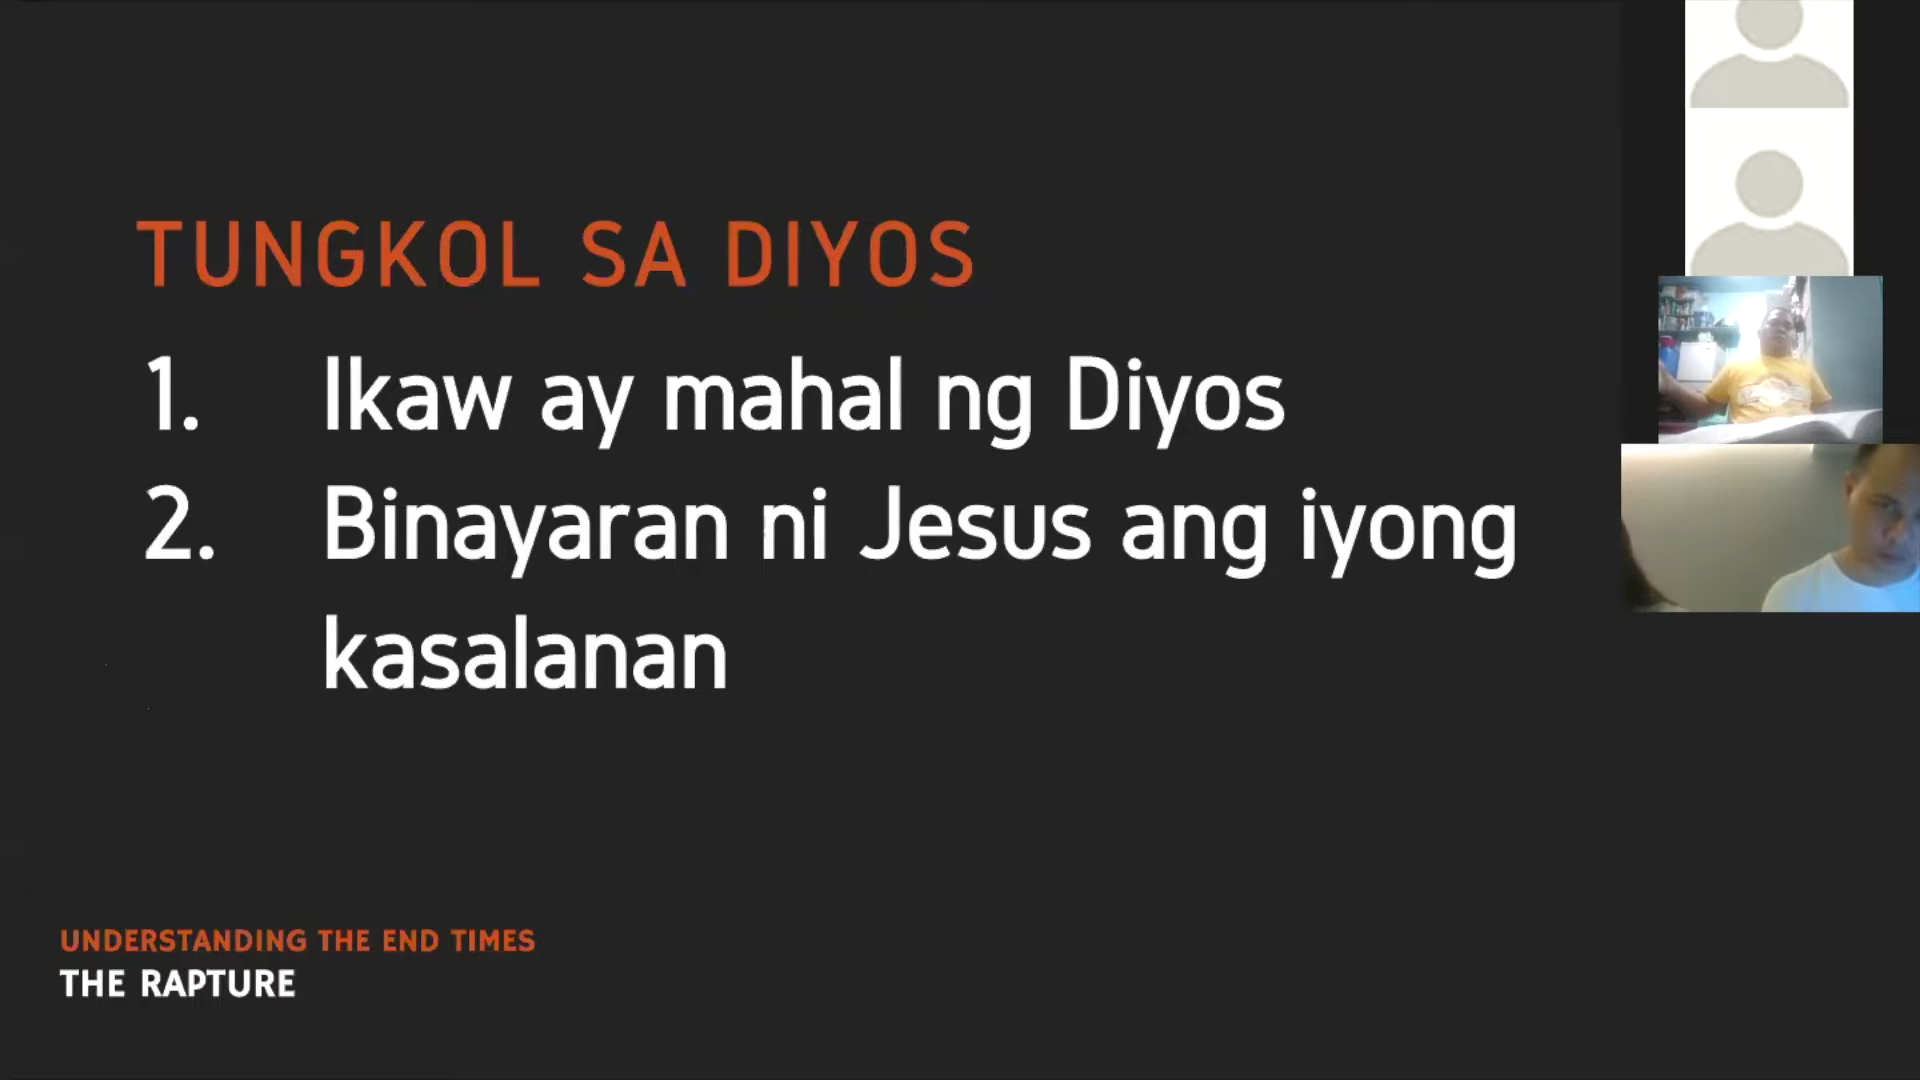 TUNGKOL SA DIYOS
1. Ikaw ay mahal ng Diyos
2. Binayaran ni Jesus ang iyong
kasalanan
UNDERSTANDING THE END TIMES
THE RAPTURE